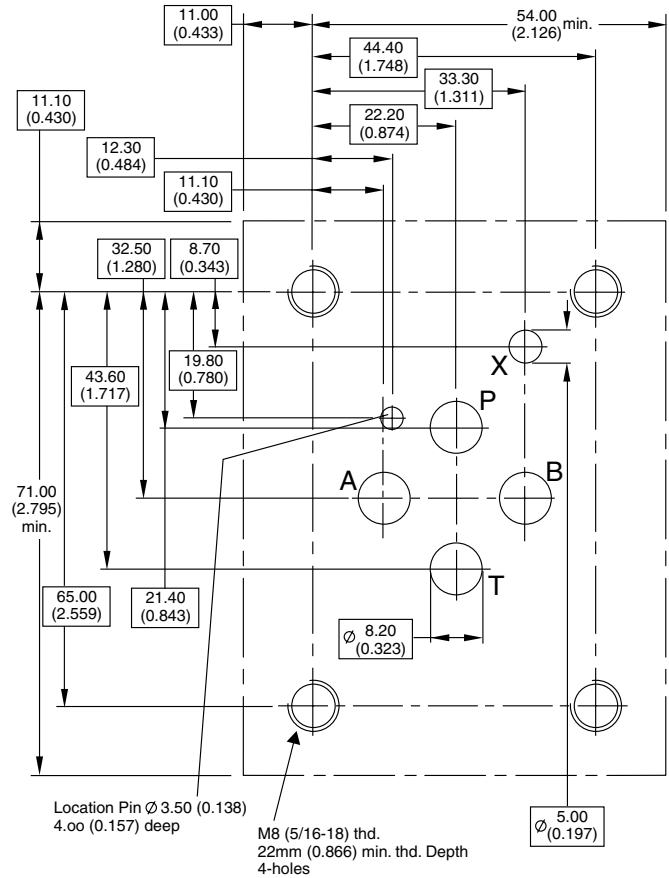 11.00
(0.433)
54.00
(2.126) min.
44.40
(1.748)
33.30
(1.311)
11.10
(0.430)
22.20
(0.874)
12.30
(0.484)
11.10
(0.430)
32.50
(1.280)
8.70
(0.343)
19.80
(0.780)
43.60
(1.717)
X
P
A
B
71.00
(2.795)
min.
T
65.00
(2.559)
21.40
(0.843)
Ø 8.20
(0.323)
Location Pin Ø 3.50 (0.138)
4.oo (0.157) deep
M8 (5/16-18) thd.
22mm (0.866) min. thd. Depth
4-holes
Ø 5.00
(0.197)